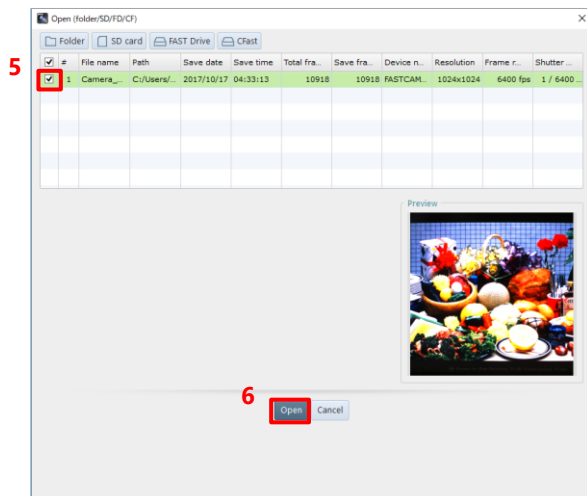 Open (folder/SD/FD/CF)
Folder SD card FAST Drive CFast
5
# File name Path Save date Save time Total fra... Save fra... Device n... Resolution Frame r... Shutter ...
1 Camera_... C:/Users/... 2017/10/17 04:33:13 10918 10918 FASTCAM... 1024x1024 6400 fps 1 / 6400 ...
Preview
6
Open Cancel